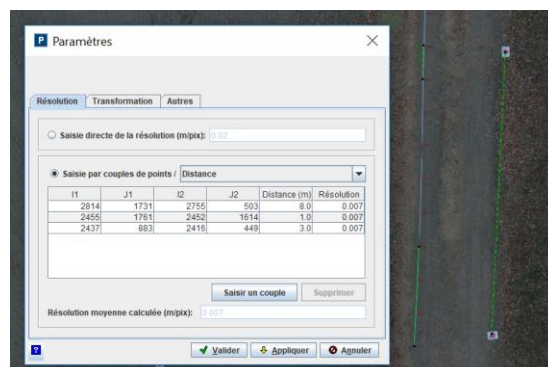 P Paramètres
Résolution Transformation Autres
Saisie directe de la résolution (m/pix): 0.02
Saisie par couples de points / Distance
I1 J1 I2 J2 Distance (m) Résolution
2814 1731 2755 503 8.0 0.007
2455 1761 2452 1614 1.0 0.007
2437 883 2416 449 3.0 0.007
Saisir un couple Supprimer
Résolution moyenne calculée (m/pix): 0.007
? Valider Appliquer Annuler